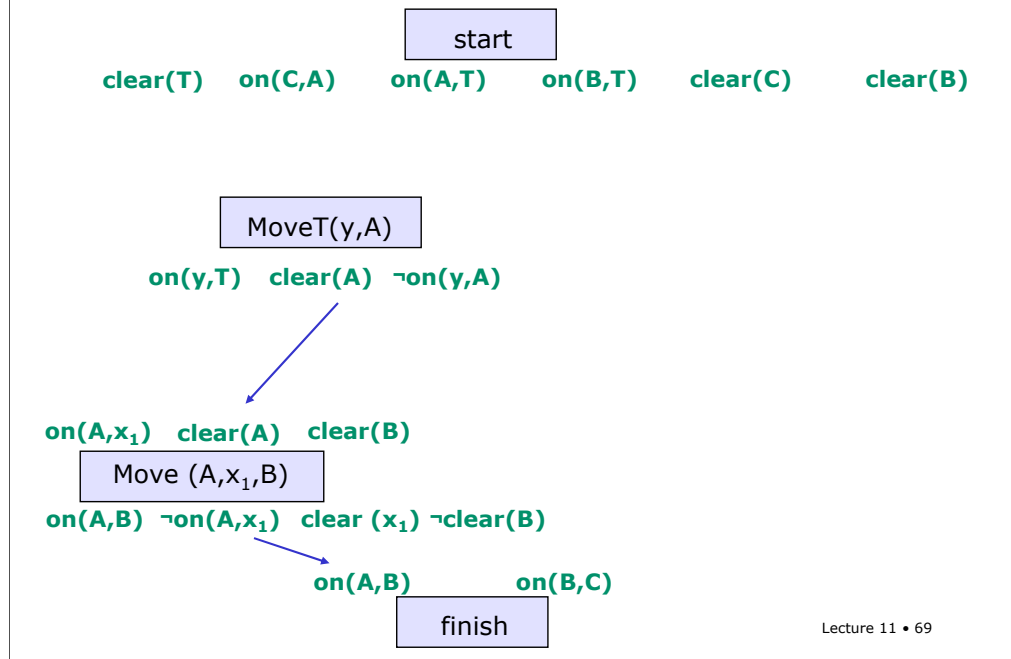 start
clear(T) on(C,A) on(A,T) on(B,T) clear(C) clear(B)
MoveT(y,A)
on(y,T) clear(A) ¬on(y,A)
on(A,x₁) clear(A) clear(B)
Move (A,x₁,B)
on(A,B) ¬on(A,x₁) clear (x₁) ¬clear(B)
on(A,B) on(B,C)
finish
Lecture 11 • 69